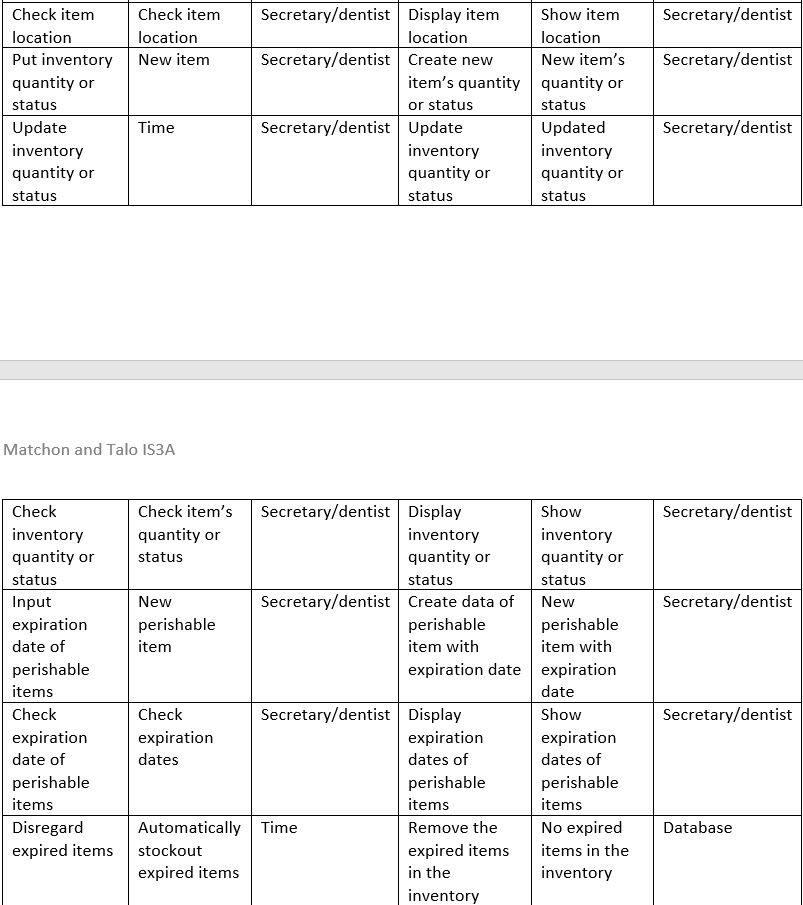 Check item location | Check item location | Secretary/dentist | Display item location | Show item location | Secretary/dentist
Put inventory quantity or status | New item | Secretary/dentist | Create new item's quantity or status | New item's quantity or status | Secretary/dentist
Update inventory quantity or status | Time | Secretary/dentist | Update inventory quantity or status | Updated inventory quantity or status | Secretary/dentist
Matchon and Talo IS3A
Check inventory quantity or status | Check item's quantity or status | Secretary/dentist | Display inventory quantity or status | Show inventory quantity or status | Secretary/dentist
Input expiration date of perishable items | New perishable item | Secretary/dentist | Create data of perishable item with expiration date | New perishable item with expiration date | Secretary/dentist
Check expiration date of perishable items | Check expiration dates | Secretary/dentist | Display expiration dates of perishable items | Show expiration dates of perishable items | Secretary/dentist
Disregard expired items | Automatically stockout expired items | Time | Remove the expired items in the inventory | No expired items in the inventory | Database